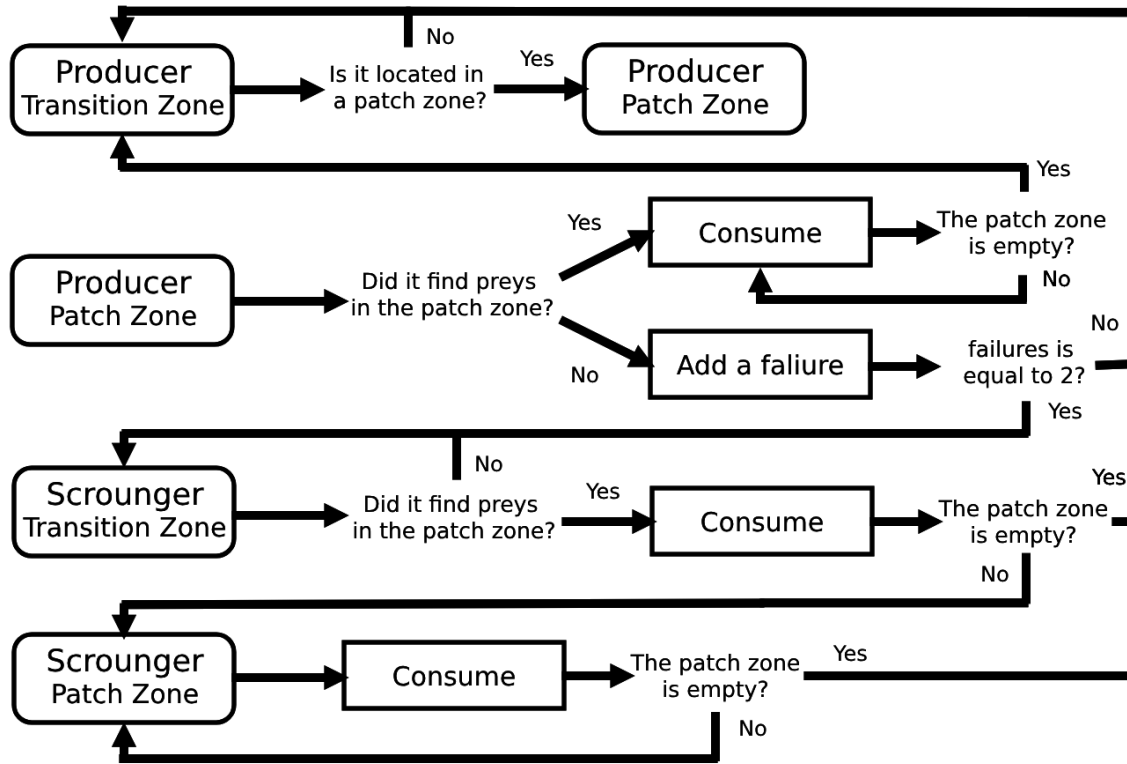 No
Producer
Transition Zone
Is it located in
a patch zone?
Yes
Producer
Patch Zone
Yes
Yes
Consume
The patch zone
is empty?
No
Producer
Patch Zone
Did it find preys
in the patch zone?
No
Add a faliure
failures is
equal to 2?
No
Yes
Scrounger
Transition Zone
No
Did it find preys
in the patch zone?
Yes
Consume
The patch zone
is empty?
Yes
No
Scrounger
Patch Zone
Consume
The patch zone
is empty?
Yes
No